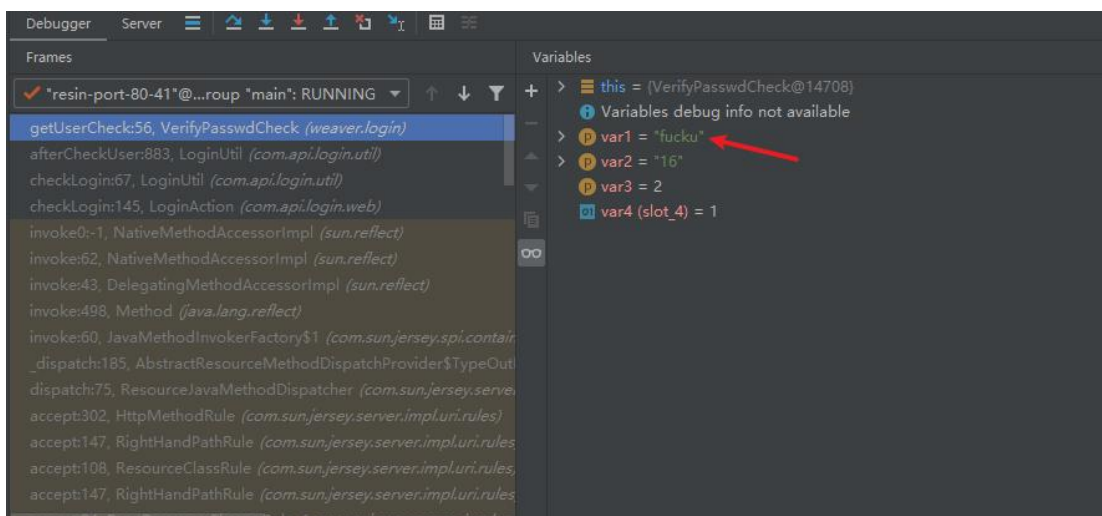 Debugger Server
Frames
"resin-port-80-41"@...roup "main": RUNNING
getUserCheck:56, VerifyPasswdCheck (weaver.login)
afterCheckUser:883, LoginUtil (com.api.login.util)
checkLogin:67, LoginUtil (com.api.login.util)
checkLogin:145, LoginAction (com.api.login.web)
invoke0:-1, NativeMethodAccessorImpl (sun.reflect)
invoke:62, NativeMethodAccessorImpl (sun.reflect)
invoke:43, DelegatingMethodAccessorImpl (sun.reflect)
invoke:498, Method (java.lang.reflect)
invoke:60, JavaMethodInvokerFactory$1 (com.sun.jersey.spi.contain
_dispatch:185, AbstractResourceMethodDispatchProvider$TypeOut
dispatch:75, ResourceJavaMethodDispatcher (com.sun.jersey.server
accept:302, HttpMethodRule (com.sun.jersey.server.impl.uri.rules)
accept:147, RightHandPathRule (com.sun.jersey.server.impl.uri.rules
accept:108, ResourceClassRule (com.sun.jersey.server.impl.uri.rules,
accept:147, RightHandPathRule (com.sun.jersey.server.impl.uri.rules
Variables
this = {VerifyPasswdCheck@14708}
Variables debug info not available
var1 = "fucku"
var2 = "16"
var3 = 2
var4 (slot_4) = 1